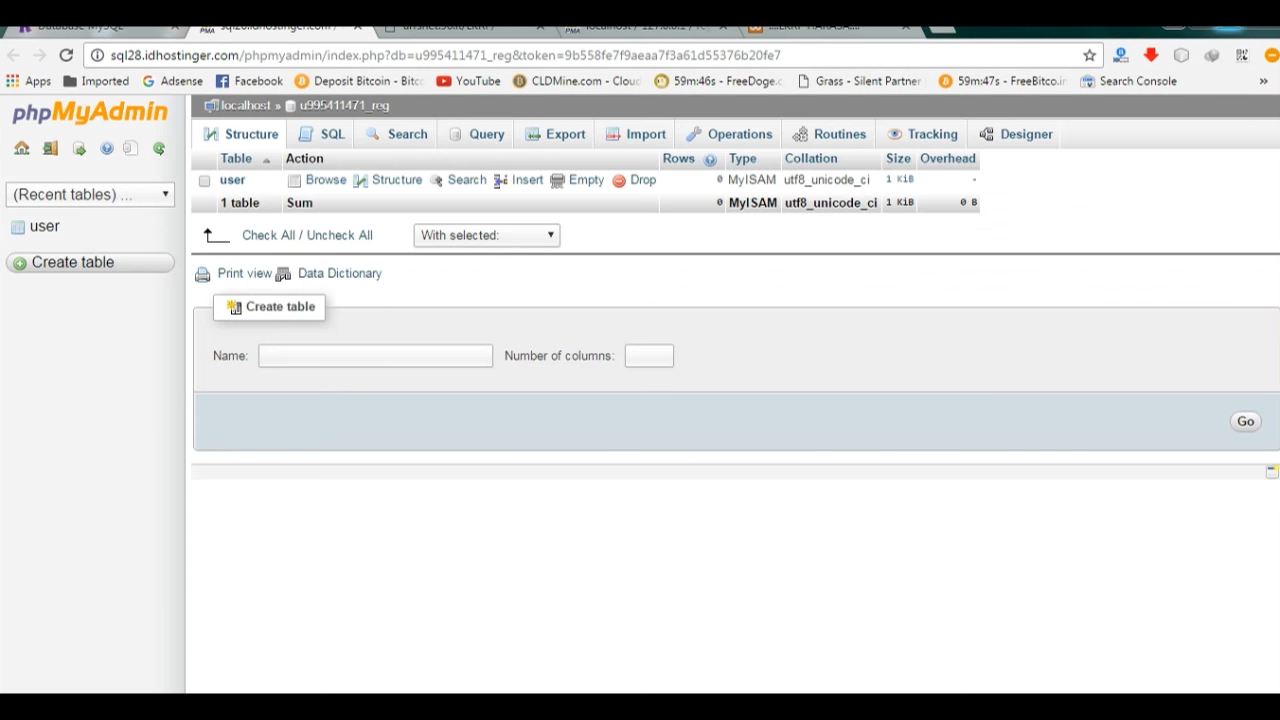 sql28.idhostinger.com/phpmyadmin/index.php?db=u995411471_reg&token=9b558fe7f9aeaa7f3a61d55376b20fe7
Apps Imported Adsense Facebook Deposit Bitcoin - Bitc YouTube CLDMine.com - Clou 59m:46s - FreeDoge.c Grass - Silent Partner 59m:47s - FreeBitco.in Search Console »
phpMyAdmin
(Recent tables) ...
user
Create table
localhost » u995411471_reg
Structure SQL Search Query Export Import Operations Routines Tracking Designer
Table Action Rows Type Collation Size Overhead
user Browse Structure Search Insert Empty Drop 0 MyISAM utf8_unicode_ci 1 KiB -
1 table Sum 0 MyISAM utf8_unicode_ci 1 KiB 0 B
Check All / Uncheck All With selected:
Print view Data Dictionary
Create table
Name: Number of columns:
Go